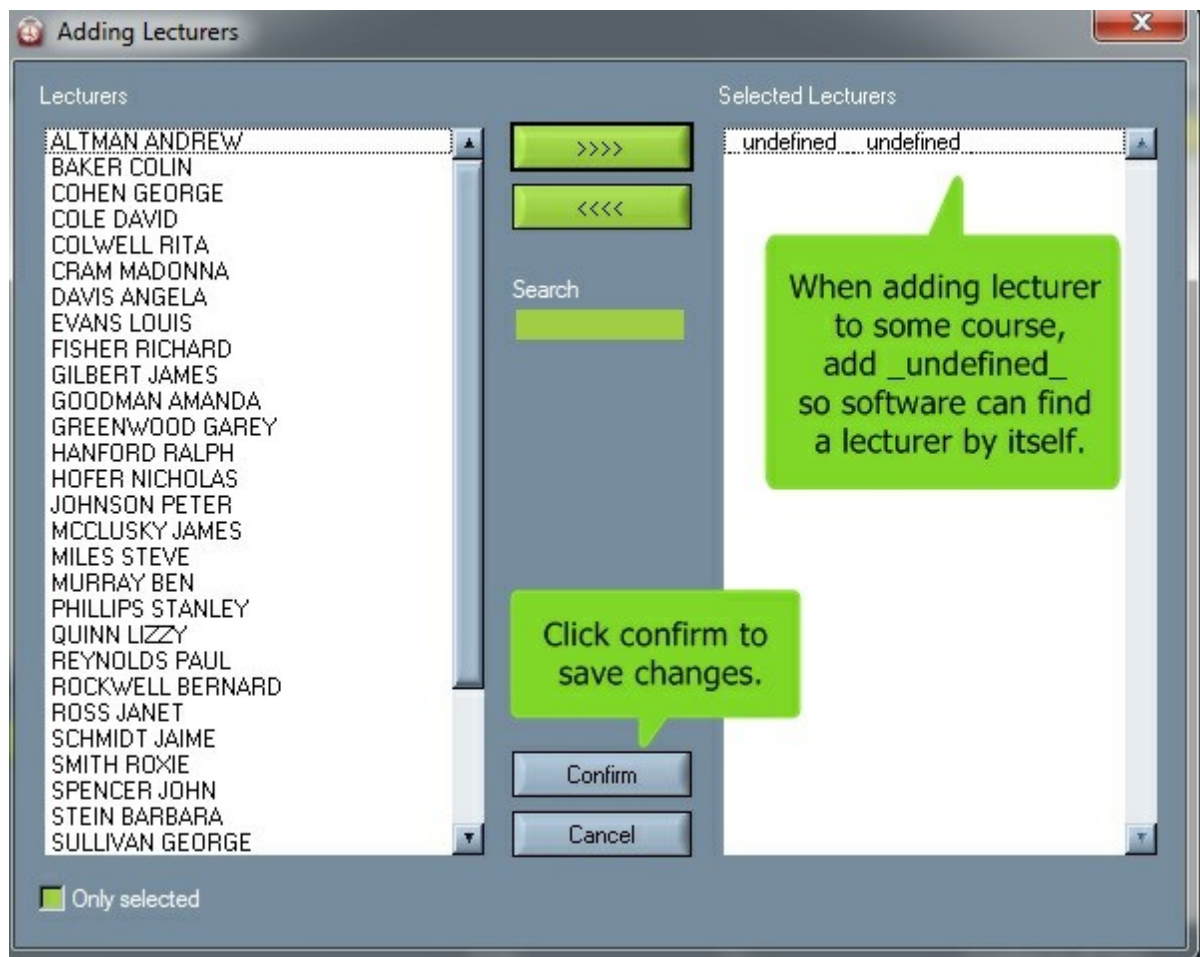 Adding Lecturers
X
Lecturers
ALTMAN ANDREW
BAKER COLIN
COHEN GEORGE
COLE DAVID
COLWELL RITA
CRAM MADONNA
DAVIS ANGELA
EVANS LOUIS
FISHER RICHARD
GILBERT JAMES
GOODMAN AMANDA
GREENWOOD GAREY
HANFORD RALPH
HOFER NICHOLAS
JOHNSON PETER
MCCLUSKY JAMES
MILES STEVE
MURRAY BEN
PHILLIPS STANLEY
QUINN LIZZY
REYNOLDS PAUL
ROCKWELL BERNARD
ROSS JANET
SCHMIDT JAIME
SMITH ROXIE
SPENCER JOHN
STEIN BARBARA
SULLIVAN GEORGE
Only selected
>>>>
<<<<
Search
Click confirm to
save changes.
Confirm
Cancel
Selected Lecturers
_undefined_ _undefined_
When adding lecturer
to some course,
add _undefined_
so software can find
a lecturer by itself.